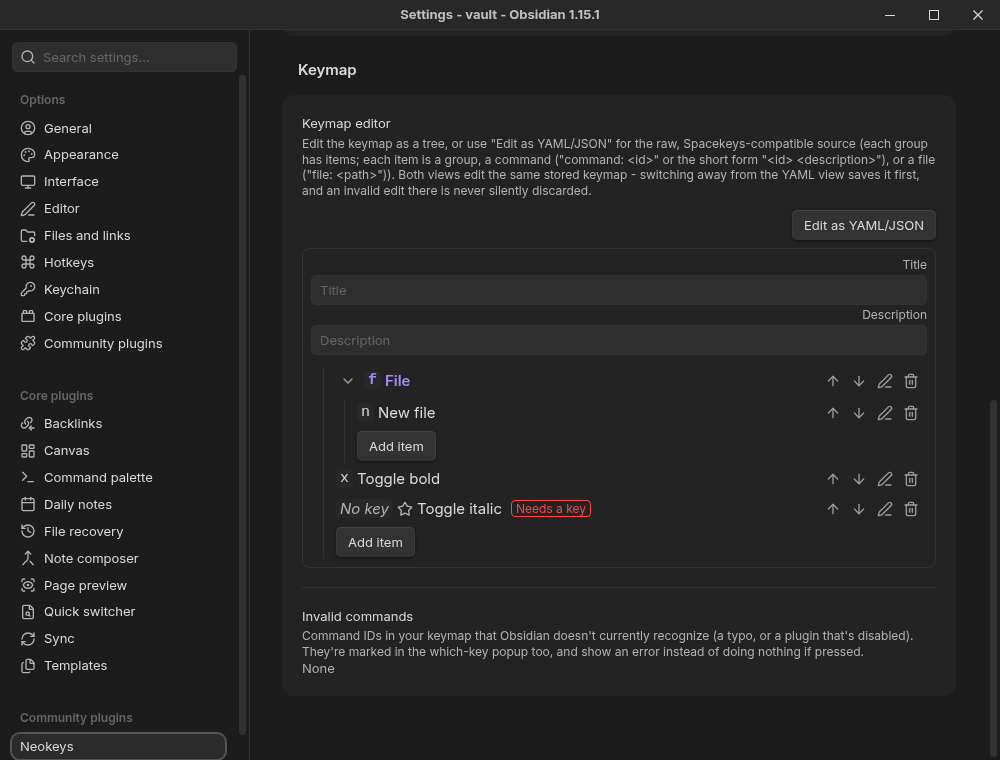 Settings - vault - Obsidian 1.15.1
Search settings...
Options
General
Appearance
Interface
Editor
Files and links
Hotkeys
Keychain
Core plugins
Community plugins
Core plugins
Backlinks
Canvas
Command palette
Daily notes
File recovery
Note composer
Page preview
Quick switcher
Sync
Templates
Community plugins
Neokeys
Keymap
Keymap editor
Edit the keymap as a tree, or use "Edit as YAML/JSON" for the raw, Spacekeys-compatible source (each group
has items; each item is a group, a command ("command: <id>" or the short form "<id> <description>"), or a file
("file: <path>")). Both views edit the same stored keymap - switching away from the YAML view saves it first,
and an invalid edit there is never silently discarded.
Edit as YAML/JSON
Title
Title
Description
Description
f File
n New file
Add item
x Toggle bold
No key Toggle italic Needs a key
Add item
Invalid commands
Command IDs in your keymap that Obsidian doesn't currently recognize (a typo, or a plugin that's disabled).
They're marked in the which-key popup too, and show an error instead of doing nothing if pressed.
None